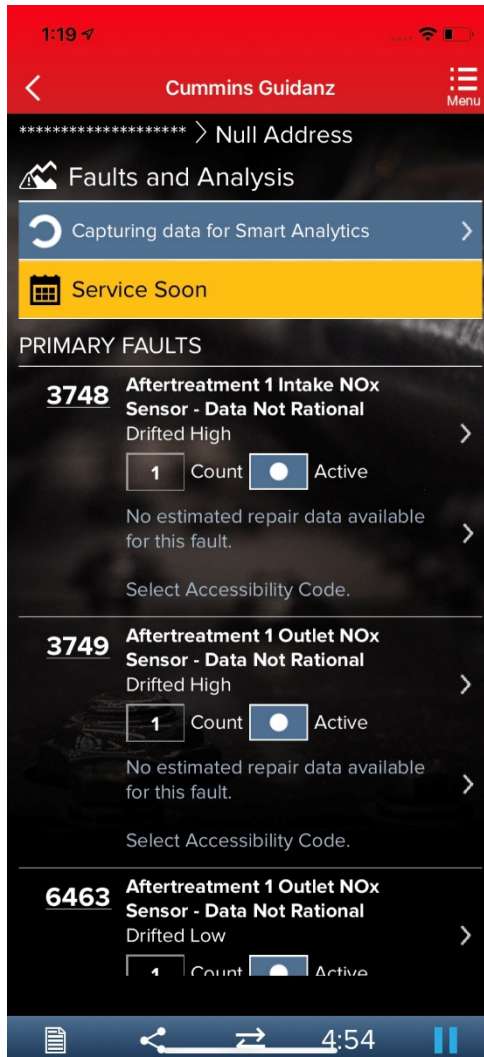 1:19
Cummins Guidanz
Menu
******************** > Null Address
Faults and Analysis
Capturing data for Smart Analytics
Service Soon
PRIMARY FAULTS
3748
Aftertreatment 1 Intake NOx
Sensor - Data Not Rational
Drifted High
1 Count Active
No estimated repair data available
for this fault.
Select Accessibility Code.
3749
Aftertreatment 1 Outlet NOx
Sensor - Data Not Rational
Drifted High
1 Count Active
No estimated repair data available
for this fault.
Select Accessibility Code.
6463
Aftertreatment 1 Outlet NOx
Sensor - Data Not Rational
Drifted Low
1 Count Active
4:54